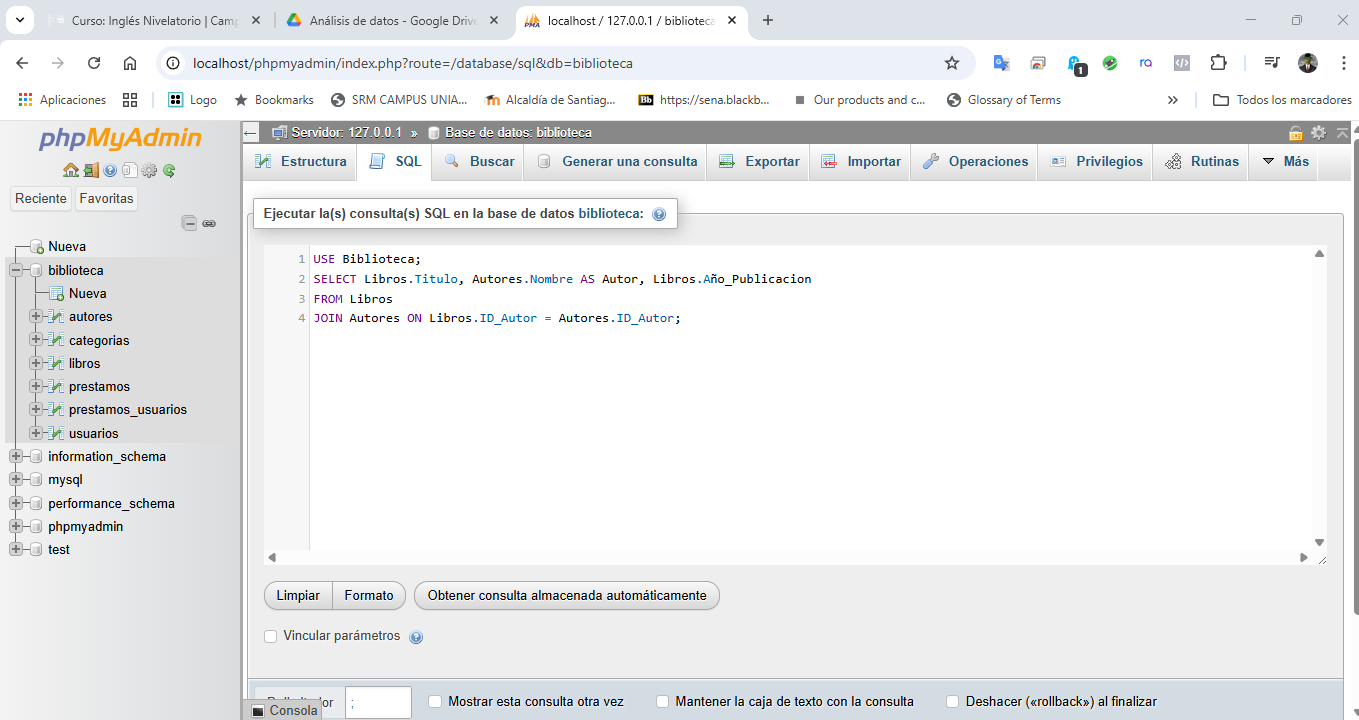 Curso: Inglés Nivelatorio | Camp
Análisis de datos - Google Drive
localhost / 127.0.0.1 / biblioteca
localhost/phpmyadmin/index.php?route=/database/sql&db=biblioteca
1
Aplicaciones
Logo
Bookmarks
SRM CAMPUS UNIA...
Alcaldía de Santiag...
Bb
https://sena.blackb...
Our products and c...
Glossary of Terms
Todos los marcadores
phpMyAdmin
Reciente
Favoritas
Nueva
biblioteca
Nueva
autores
categorias
libros
prestamos
prestamos_usuarios
usuarios
information_schema
mysql
performance_schema
phpmyadmin
test
Servidor: 127.0.0.1 » Base de datos: biblioteca
Estructura
SQL
Buscar
Generar una consulta
Exportar
Importar
Operaciones
Privilegios
Rutinas
Más
Ejecutar la(s) consulta(s) SQL en la base de datos biblioteca:
1 USE Biblioteca;
2 SELECT Libros.Titulo, Autores.Nombre AS Autor, Libros.Año_Publicacion
3 FROM Libros
4 JOIN Autores ON Libros.ID_Autor = Autores.ID_Autor;
Limpiar
Formato
Obtener consulta almacenada automáticamente
Vincular parámetros
;
Mostrar esta consulta otra vez
Mantener la caja de texto con la consulta
Deshacer («rollback») al finalizar
Consola